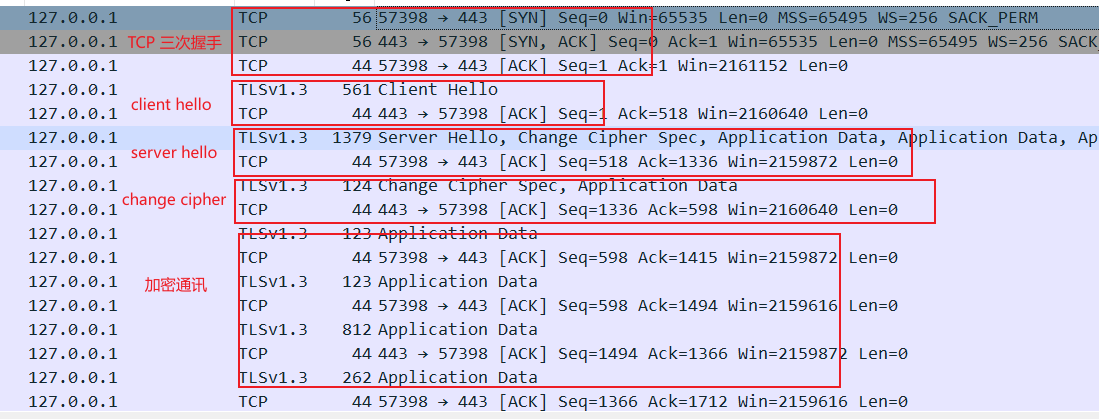 127.0.0.1 TCP 56 57398 → 443 [SYN] Seq=0 Win=65535 Len=0 MSS=65495 WS=256 SACK_PERM
127.0.0.1 TCP 三次握手 TCP 56 443 → 57398 [SYN, ACK] Seq=0 Ack=1 Win=65535 Len=0 MSS=65495 WS=256 SACK
127.0.0.1 TCP 44 57398 → 443 [ACK] Seq=1 Ack=1 Win=2161152 Len=0
127.0.0.1 TLSv1.3 561 Client Hello
client hello
127.0.0.1 TCP 44 443 → 57398 [ACK] Seq=1 Ack=518 Win=2160640 Len=0
127.0.0.1 TLSv1.3 1379 Server Hello, Change Cipher Spec, Application Data, Application Data, Ap
server hello
127.0.0.1 TCP 44 57398 → 443 [ACK] Seq=518 Ack=1336 Win=2159872 Len=0
127.0.0.1 TLSv1.3 124 Change Cipher Spec, Application Data
change cipher
127.0.0.1 TCP 44 443 → 57398 [ACK] Seq=1336 Ack=598 Win=2160640 Len=0
127.0.0.1 TLSv1.3 123 Application Data
127.0.0.1 TCP 44 57398 → 443 [ACK] Seq=598 Ack=1415 Win=2159872 Len=0
127.0.0.1 加密通讯 TLSv1.3 123 Application Data
127.0.0.1 TCP 44 57398 → 443 [ACK] Seq=598 Ack=1494 Win=2159616 Len=0
127.0.0.1 TLSv1.3 812 Application Data
127.0.0.1 TCP 44 443 → 57398 [ACK] Seq=1494 Ack=1366 Win=2159872 Len=0
127.0.0.1 TLSv1.3 262 Application Data
127.0.0.1 TCP 44 57398 → 443 [ACK] Seq=1366 Ack=1712 Win=2159616 Len=0